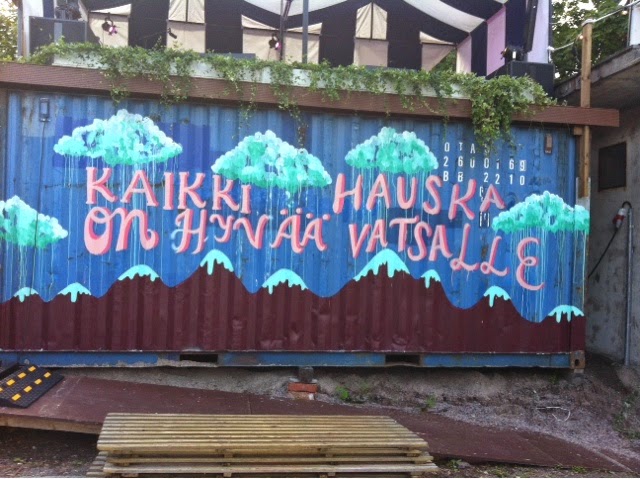 KAIKKI HAUSKA
ON HYVÄÄ VATSALLE